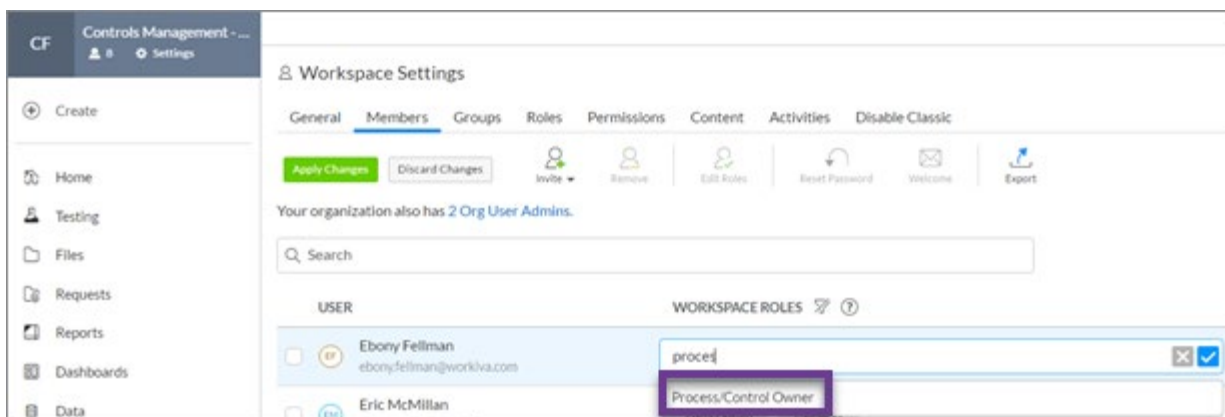 CF
Controls Management - ...
8 Settings
Workspace Settings
Create
General Members Groups Roles Permissions Content Activities Disable Classic
Apply Changes Discard Changes Invite Remove Edit Roles Reset Password Welcome Export
Home
Your organization also has 2 Org User Admins.
Testing
Files
Search
Requests
USER WORKSPACE ROLES ?
Reports
Ebony Fellman
EF
proces
ebony.fellman@workiva.com
Dashboards
Process/Control Owner
Eric McMillan
EM
Data